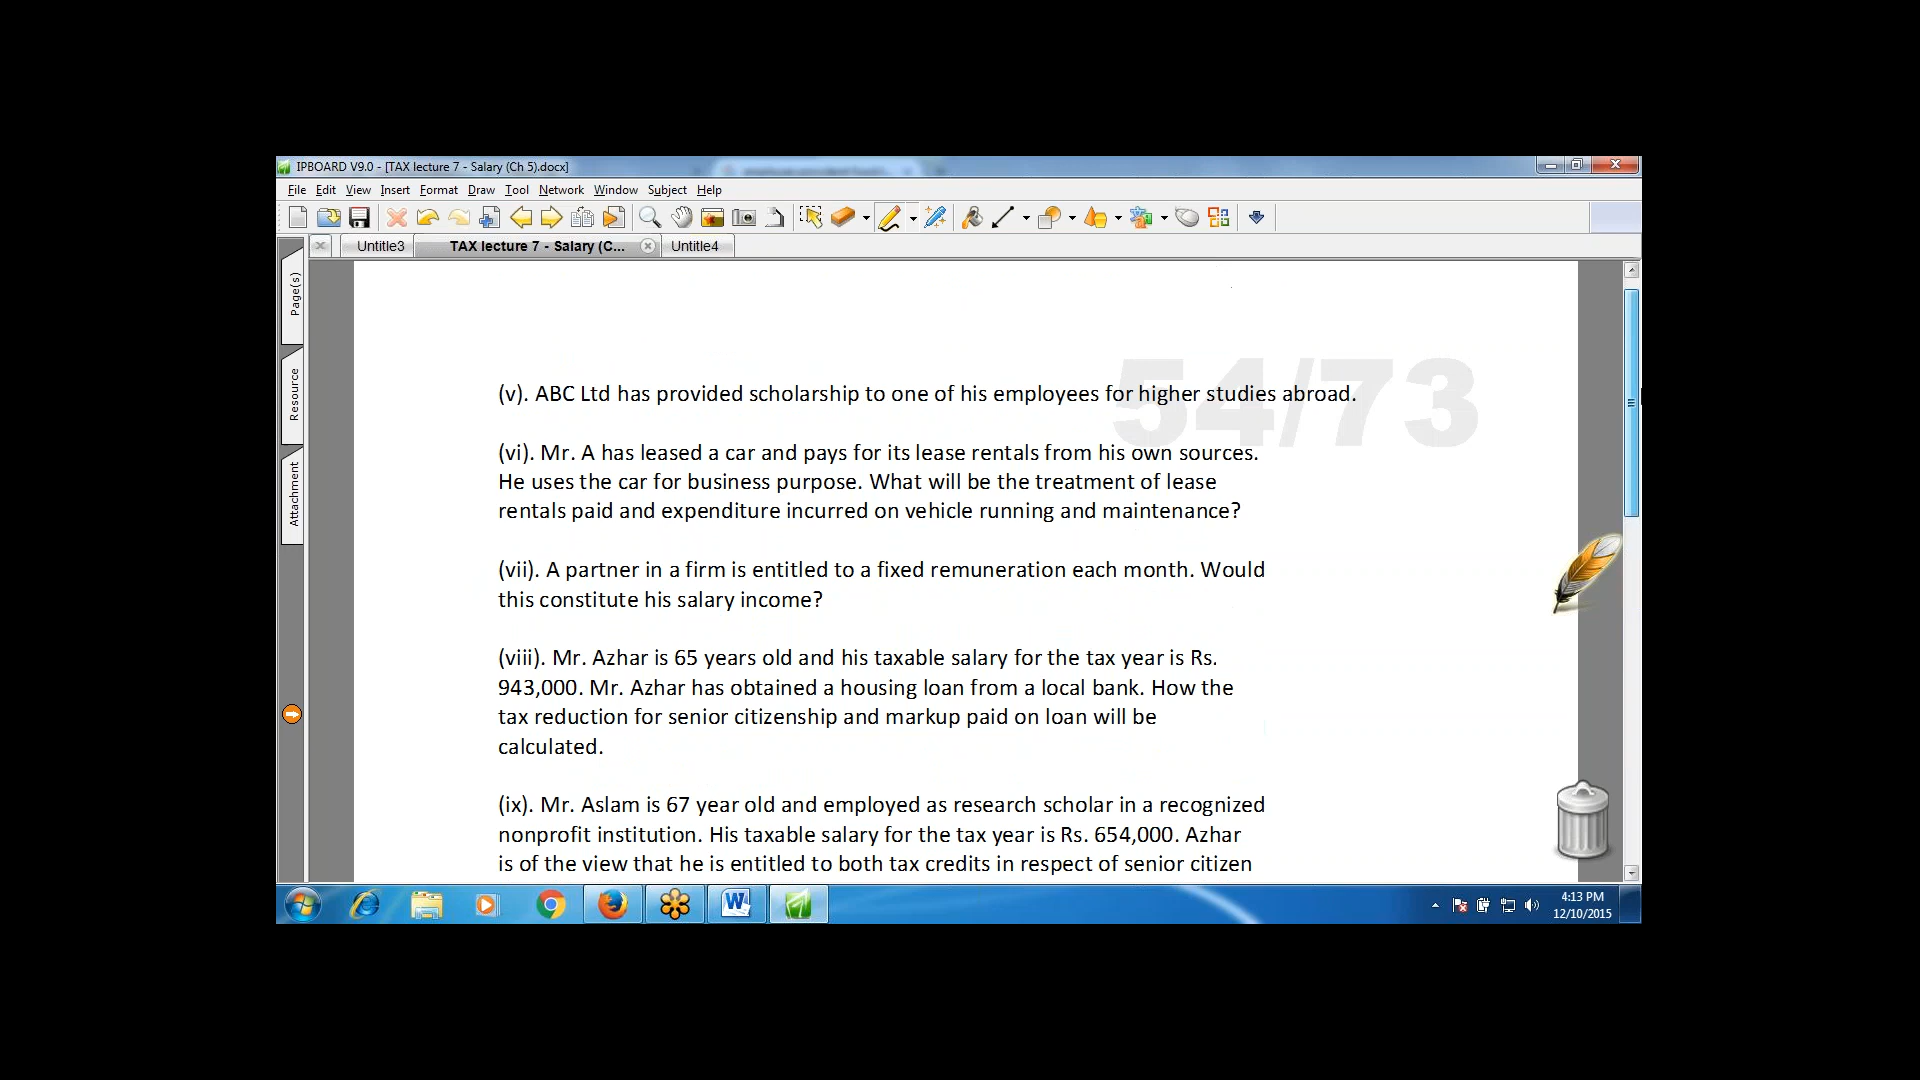 IPBOARD V9.0 - [TAX lecture 7 - Salary (Ch 5).docx]
File Edit View Insert Format Draw Tool Network Window Subject Help
Untitle3 TAX lecture 7 - Salary (C... Untitle4
Page(s)
Resource
Attachment
54/73
(v). ABC Ltd has provided scholarship to one of his employees for higher studies abroad.
(vi). Mr. A has leased a car and pays for its lease rentals from his own sources.
He uses the car for business purpose. What will be the treatment of lease
rentals paid and expenditure incurred on vehicle running and maintenance?
(vii). A partner in a firm is entitled to a fixed remuneration each month. Would
this constitute his salary income?
(viii). Mr. Azhar is 65 years old and his taxable salary for the tax year is Rs.
943,000. Mr. Azhar has obtained a housing loan from a local bank. How the
tax reduction for senior citizenship and markup paid on loan will be
calculated.
(ix). Mr. Aslam is 67 year old and employed as research scholar in a recognized
nonprofit institution. His taxable salary for the tax year is Rs. 654,000. Azhar
is of the view that he is entitled to both tax credits in respect of senior citizen
4:13 PM
12/10/2015